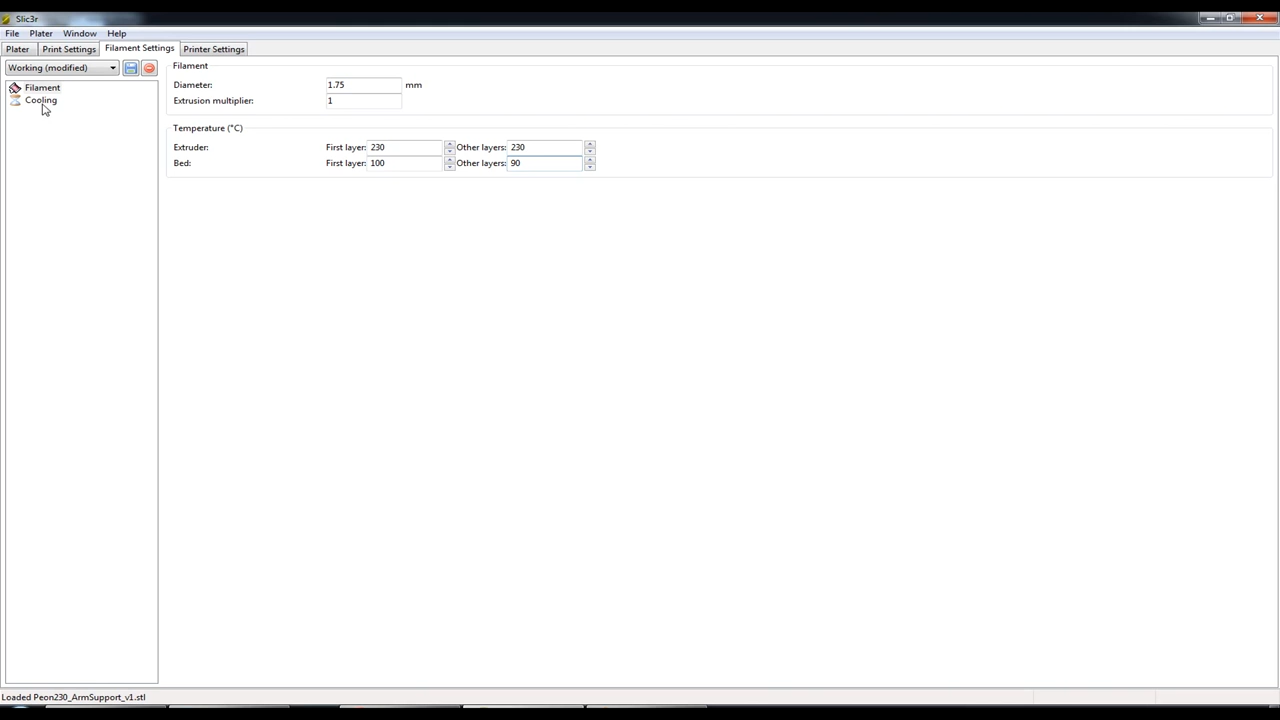 Slic3r
File Plater Window Help
Plater Print Settings Filament Settings Printer Settings
Working (modified)
Filament
Cooling
Filament
Diameter: 1.75 mm
Extrusion multiplier: 1
Temperature (°C)
Extruder: First layer: 230 Other layers: 230
Bed: First layer: 100 Other layers: 90
Loaded Peon230_ArmSupport_v1.stl